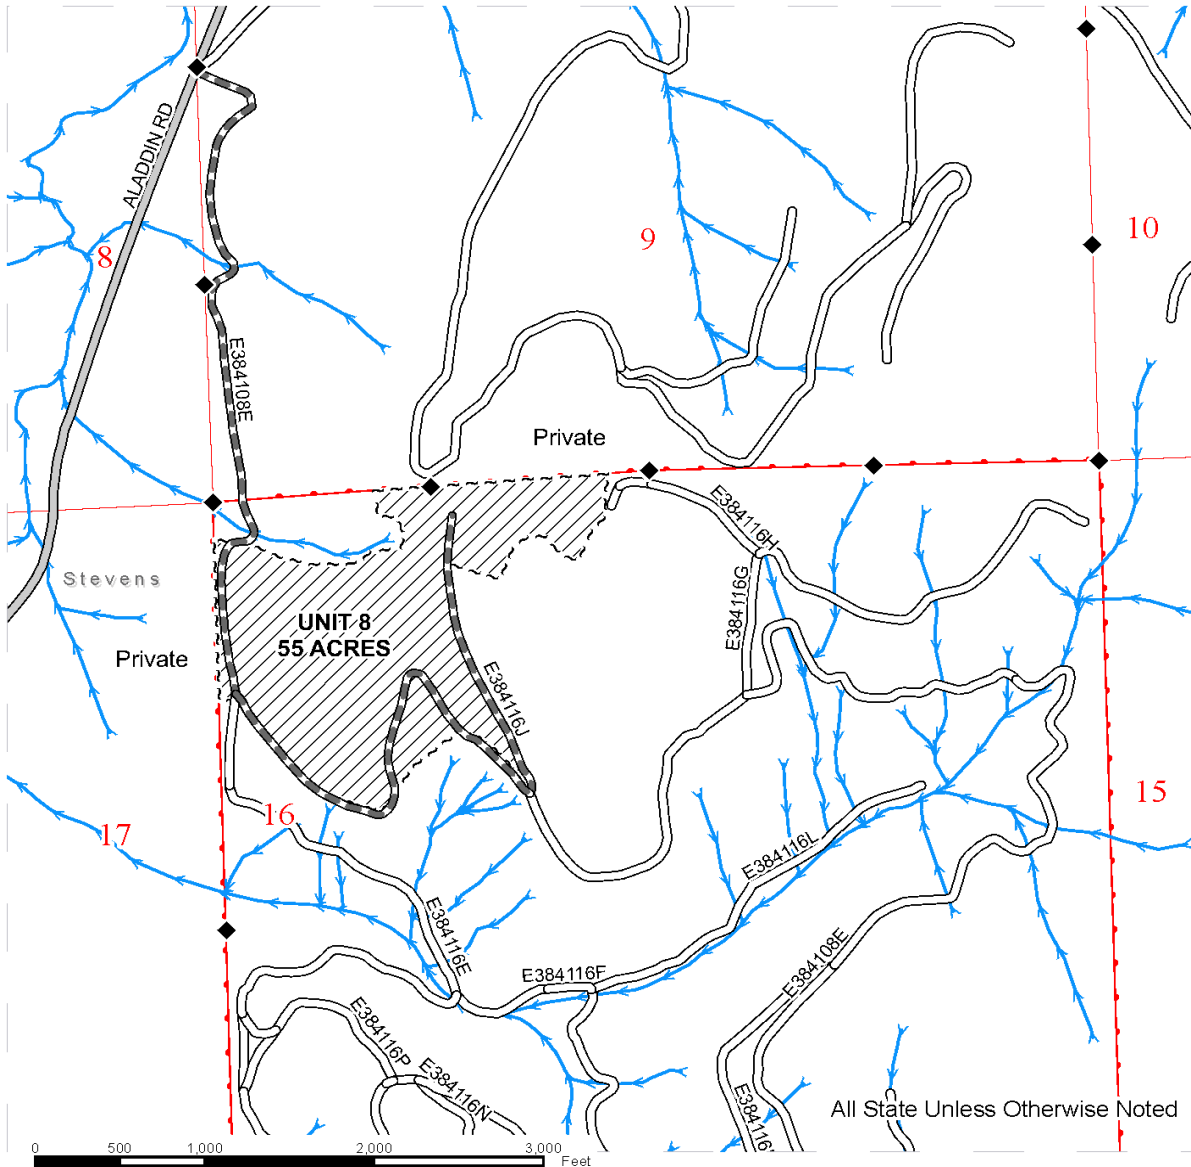 ALADDIN RD
8
9
10
E384108E
Private
E384116H
Stevens
E384116G
UNIT 8
55 ACRES
Private
E384116J
15
16
17
E384116L
E384116E
E384108E
E384116F
E384116P
E384116N
E384116
All State Unless Otherwise Noted
0 500 1,000 2,000 3,000
Feet